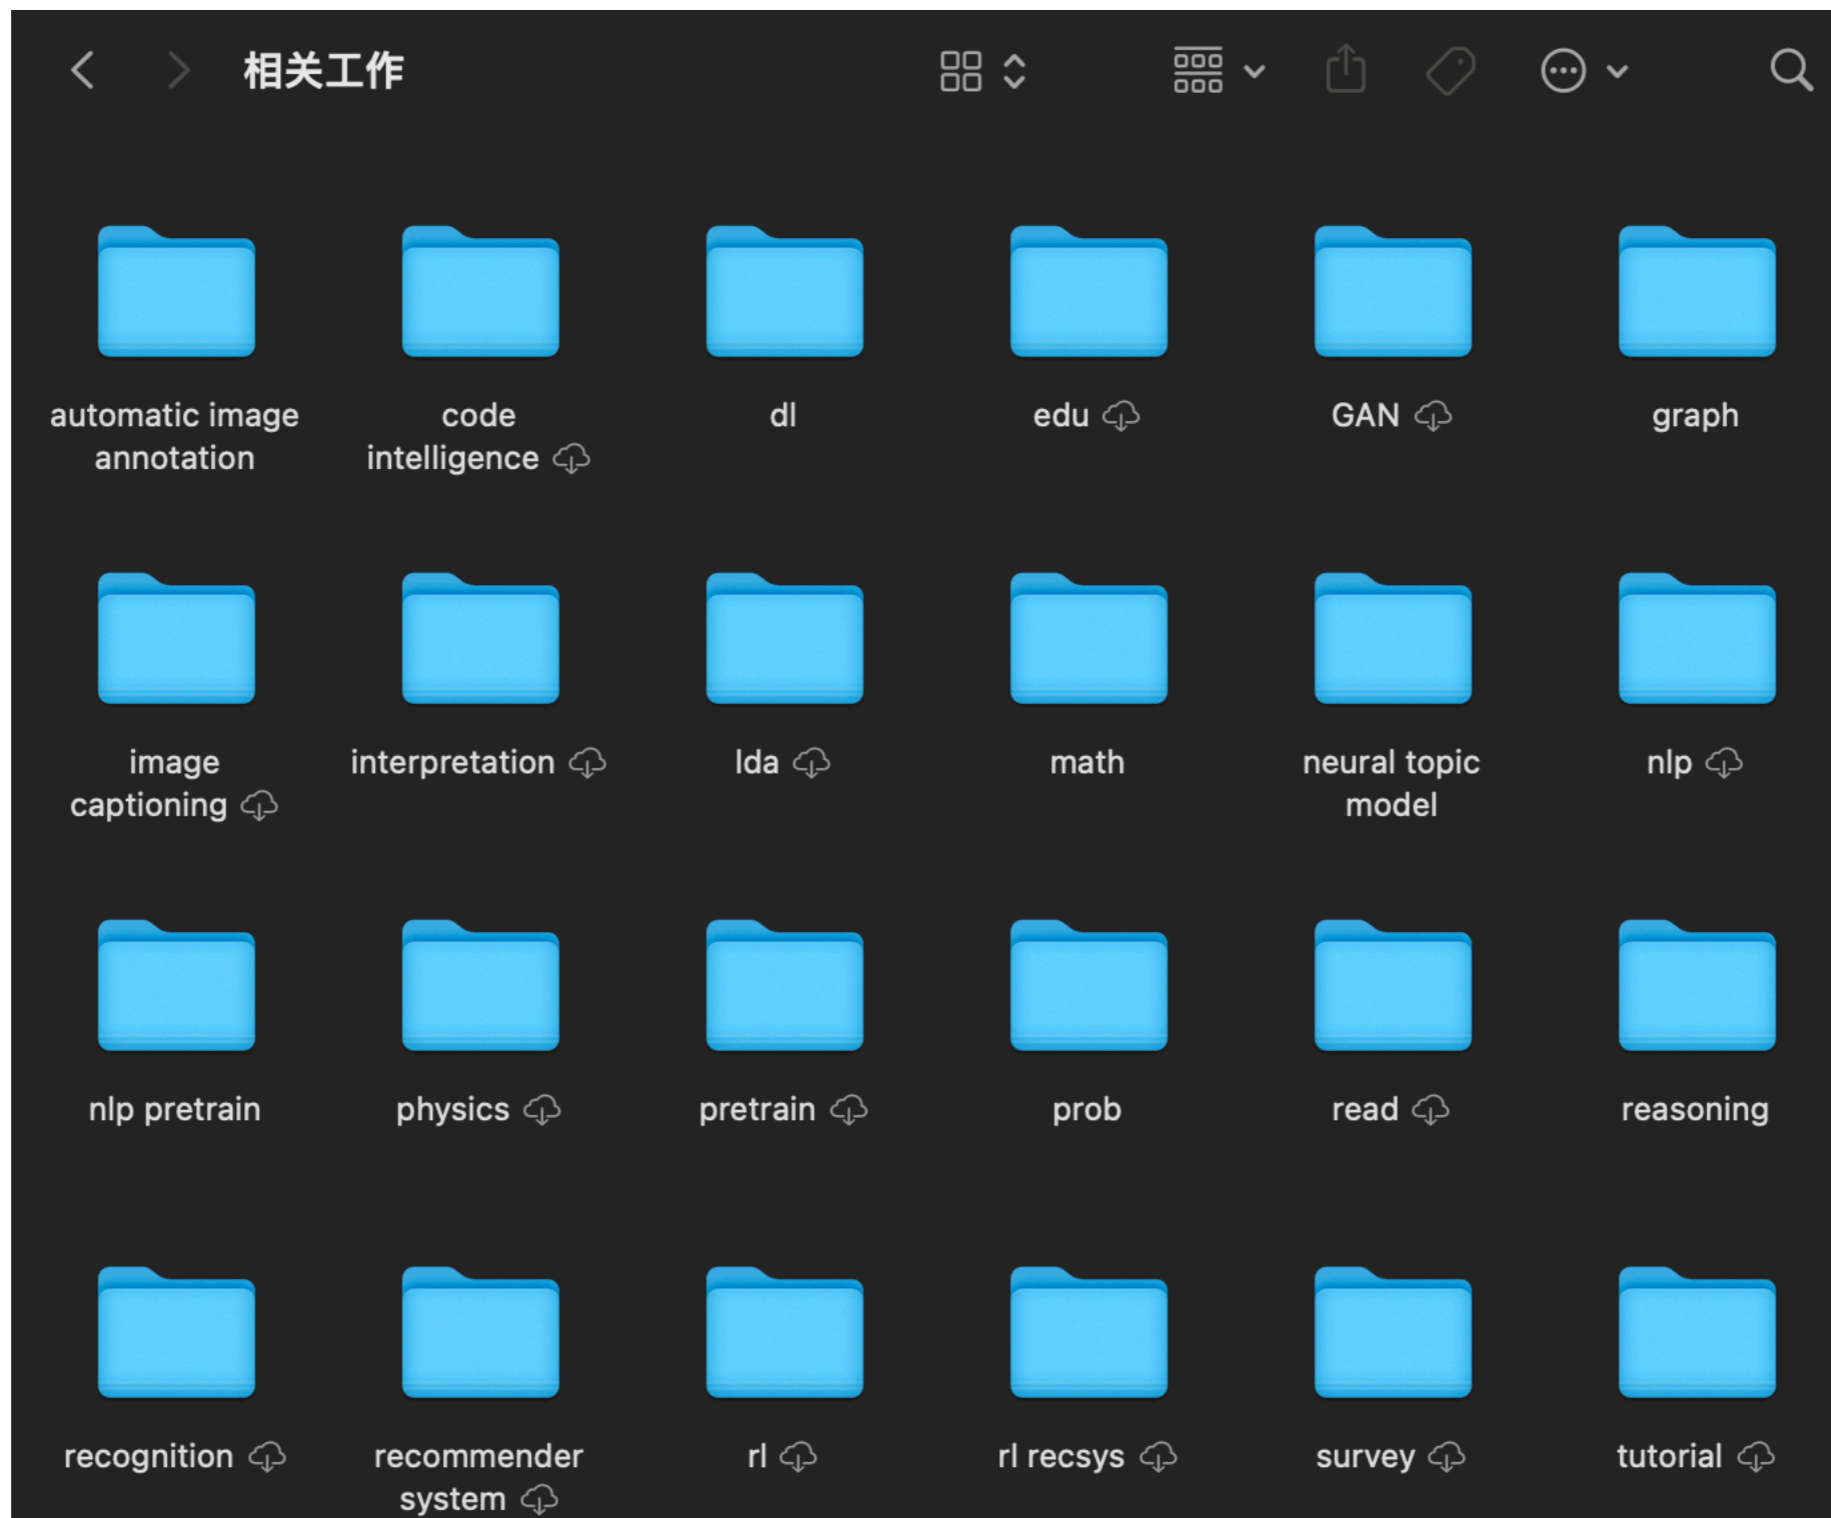 相关工作
automatic image
annotation
code
intelligence
dl
edu
GAN
graph
image
captioning
interpretation
lda
math
neural topic
model
nlp
nlp pretrain
physics
pretrain
prob
read
reasoning
recognition
recommender
system
rl
rl recsys
survey
tutorial